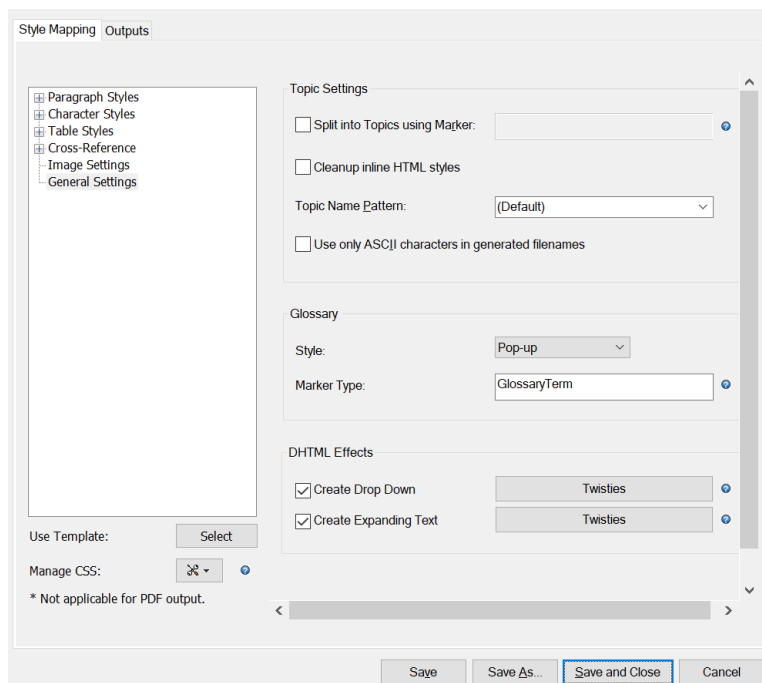 Style Mapping Outputs
Paragraph Styles
Character Styles
Table Styles
Cross-Reference
Image Settings
General Settings
Use Template: Select
Manage CSS:
* Not applicable for PDF output.
Topic Settings
Split into Topics using Marker:
Cleanup inline HTML styles
Topic Name Pattern: (Default)
Use only ASCII characters in generated filenames
Glossary
Style: Pop-up
Marker Type: GlossaryTerm
DHTML Effects
Create Drop Down Twisties
Create Expanding Text Twisties
Save Save As... Save and Close Cancel